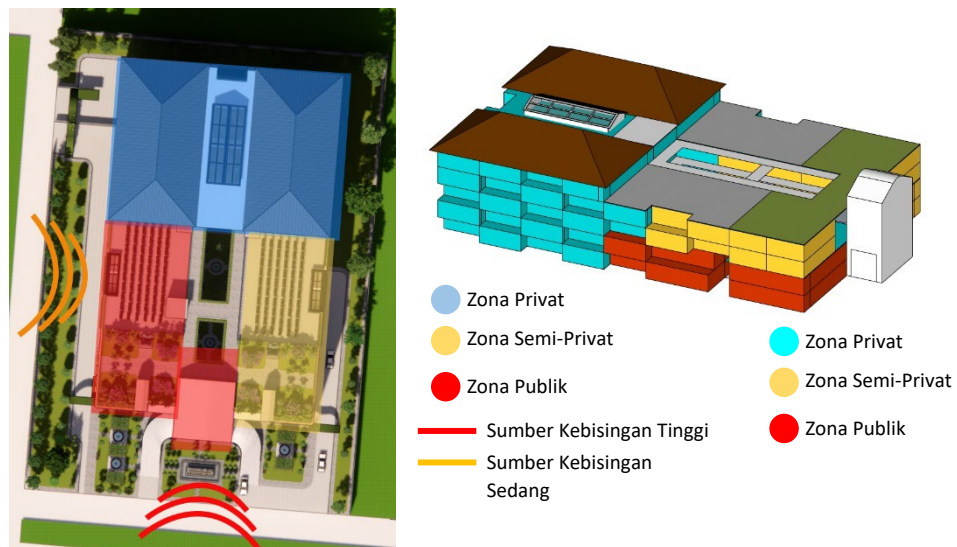 Zona Privat
Zona Semi-Privat
Zona Publik
Sumber Kebisingan Tinggi
Sumber Kebisingan
Sedang
Zona Privat
Zona Semi-Privat
Zona Publik